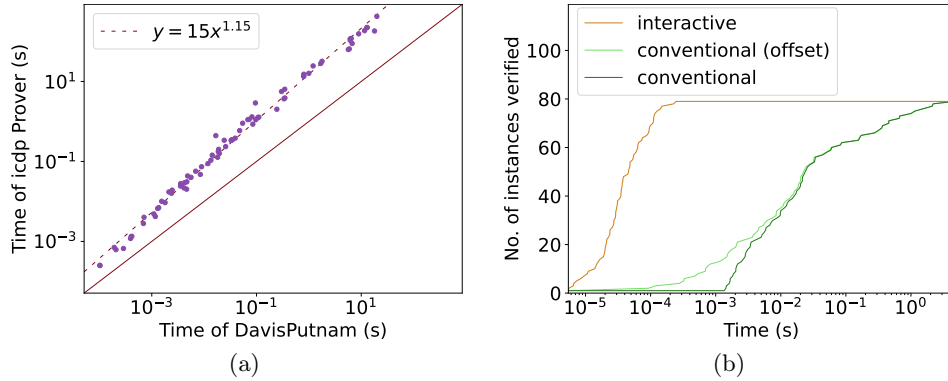 y = 15x^1.15
Time of icdp Prover (s)
10^1
10^−1
10^−3
10^−3
10^−1
10^1
Time of DavisPutnam (s)
(a)
interactive
conventional (offset)
conventional
No. of instances verified
100
80
60
40
20
0
10^−5
10^−4
10^−3
10^−2
10^−1
10^0
Time (s)
(b)